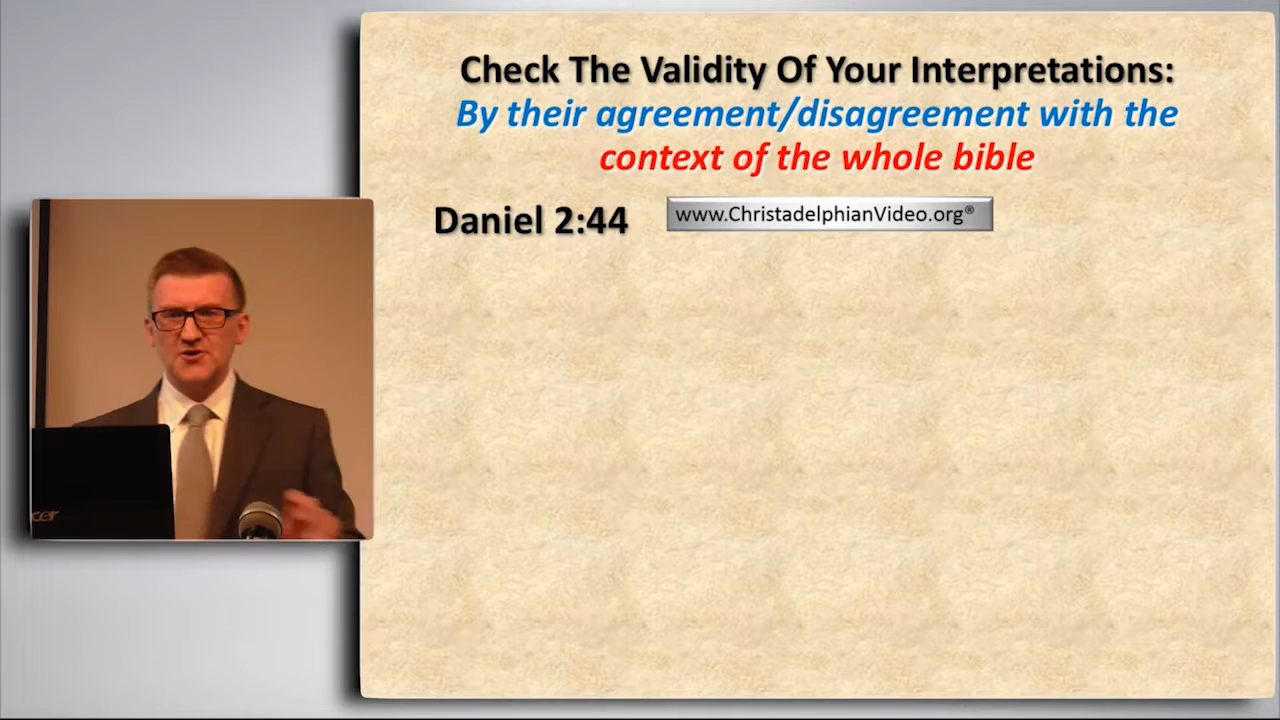 Check The Validity Of Your Interpretations:
By their agreement/disagreement with the
context of the whole bible
Daniel 2:44
www.ChristadelphianVideo.org®
acer